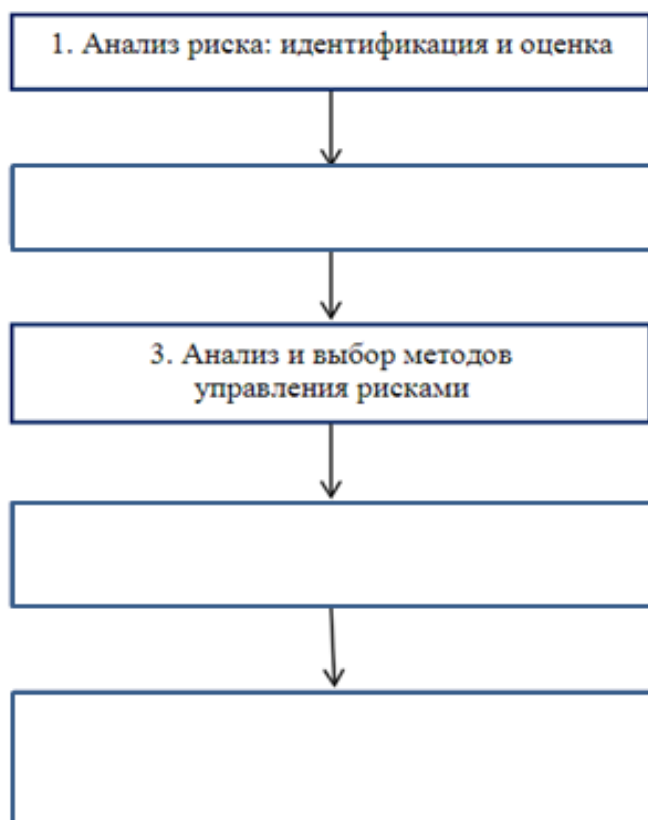 1. Анализ риска: идентификация и оценка
3. Анализ и выбор методов
управления рисками